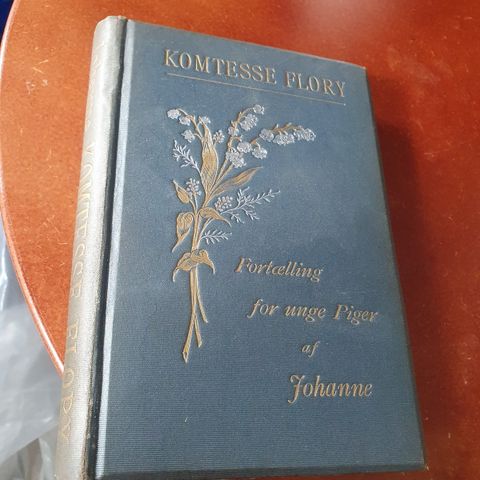 KOMTESSE FLORY
Fortælling
for unge Piger
af
Johanne
KOMTESSE FLORY